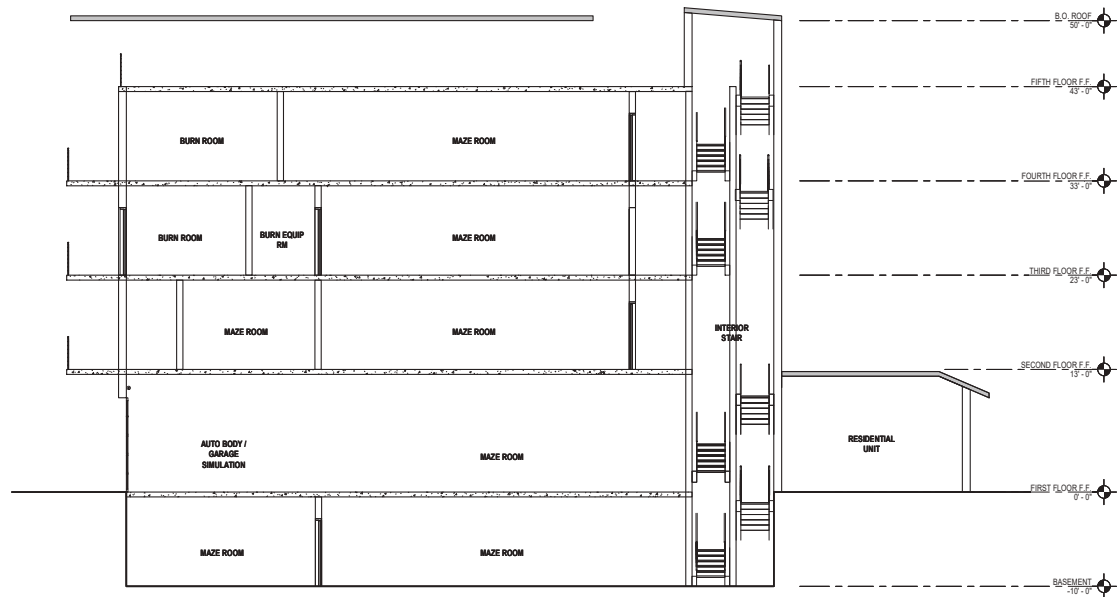 B.O. ROOF
50' - 0"
FIFTH FLOOR F.F.
43' - 0"
BURN ROOM
MAZE ROOM
FOURTH FLOOR F.F.
33' - 0"
BURN ROOM
BURN EQUIP
RM
MAZE ROOM
THIRD FLOOR F.F.
23' - 0"
MAZE ROOM
MAZE ROOM
INTERIOR
STAIR
SECOND FLOOR F.F.
13' - 0"
AUTO BODY /
GARAGE
SIMULATION
MAZE ROOM
RESIDENTIAL
UNIT
FIRST FLOOR F.F.
0' - 0"
MAZE ROOM
MAZE ROOM
BASEMENT
-10' - 0"